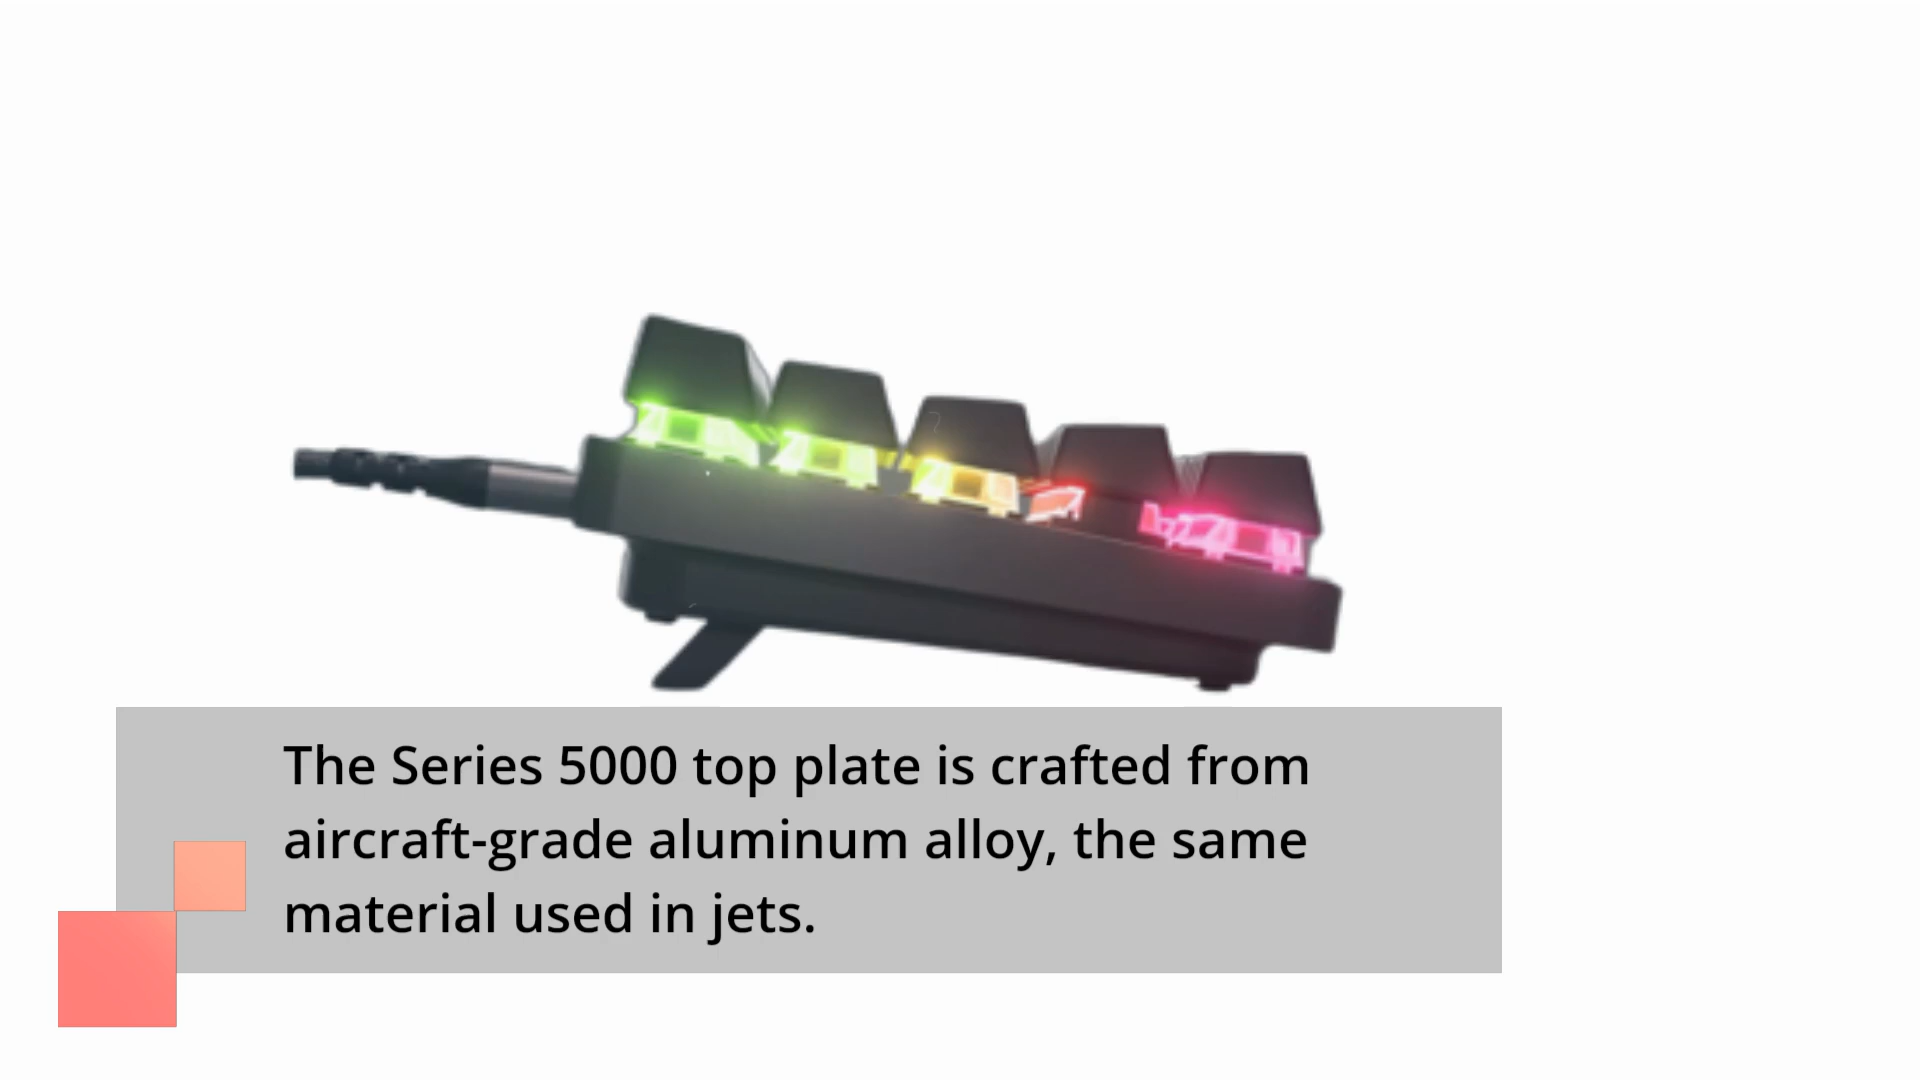 The Series 5000 top plate is crafted from
aircraft-grade aluminum alloy, the same
material used in jets.